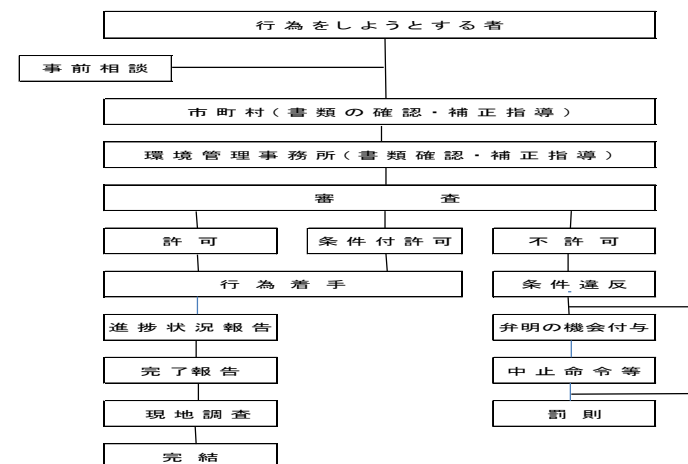 行為をしようとする者
事前相談
市町村(書類の確認・補正指導)
環境管理事務所(書類確認・補正指導)
審査
許可
条件付許可
不許可
行為着手
条件違反
進捗状況報告
弁明の機会付与
完了報告
中止命令等
現地調査
罰則
完結